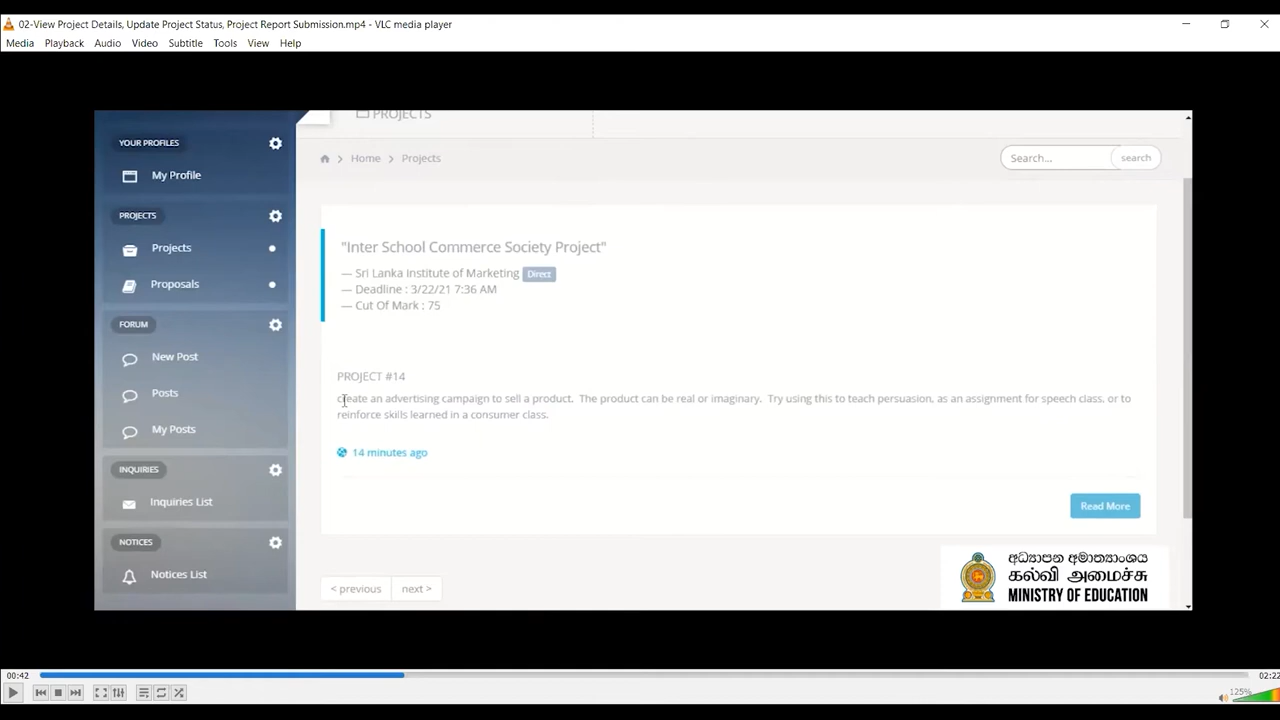 02-View Project Details, Update Project Status, Project Report Submission.mp4 - VLC media player
Media Playback Audio Video Subtitle Tools View Help
PROJECTS
Home Projects
Search... search
YOUR PROFILES
My Profile
PROJECTS
Projects
Proposals
FORUM
New Post
Posts
My Posts
INQUIRIES
Inquiries List
NOTICES
Notices List
"Inter School Commerce Society Project"
— Sri Lanka Institute of Marketing Direct
— Deadline : 3/22/21 7:36 AM
— Cut Of Mark : 75
PROJECT #14
create an advertising campaign to sell a product. The product can be real or imaginary. Try using this to teach persuasion, as an assignment for speech class, or to
reinforce skills learned in a consumer class.
14 minutes ago
Read More
< previous next >
අධ්‍යාපන අමාත්‍යාංශය
கல்வி அமைச்சு
MINISTRY OF EDUCATION
00:42 02:22
125%